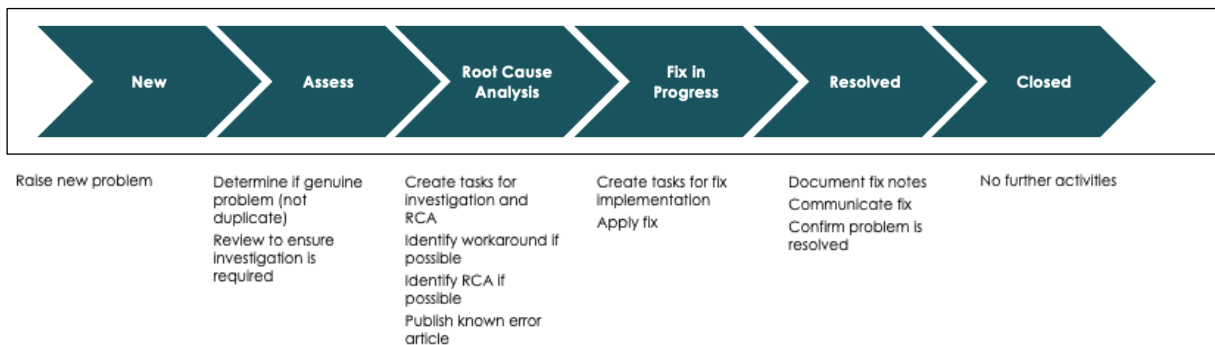 New
Assess
Root Cause
Analysis
Fix in
Progress
Resolved
Closed
Raise new problem
Determine if genuine
problem (not
duplicate)
Review to ensure
investigation is
required
Create tasks for
investigation and
RCA
Identify workaround if
possible
Identify RCA if
possible
Publish known error
article
Create tasks for fix
implementation
Apply fix
Document fix notes
Communicate fix
Confirm problem is
resolved
No further activities